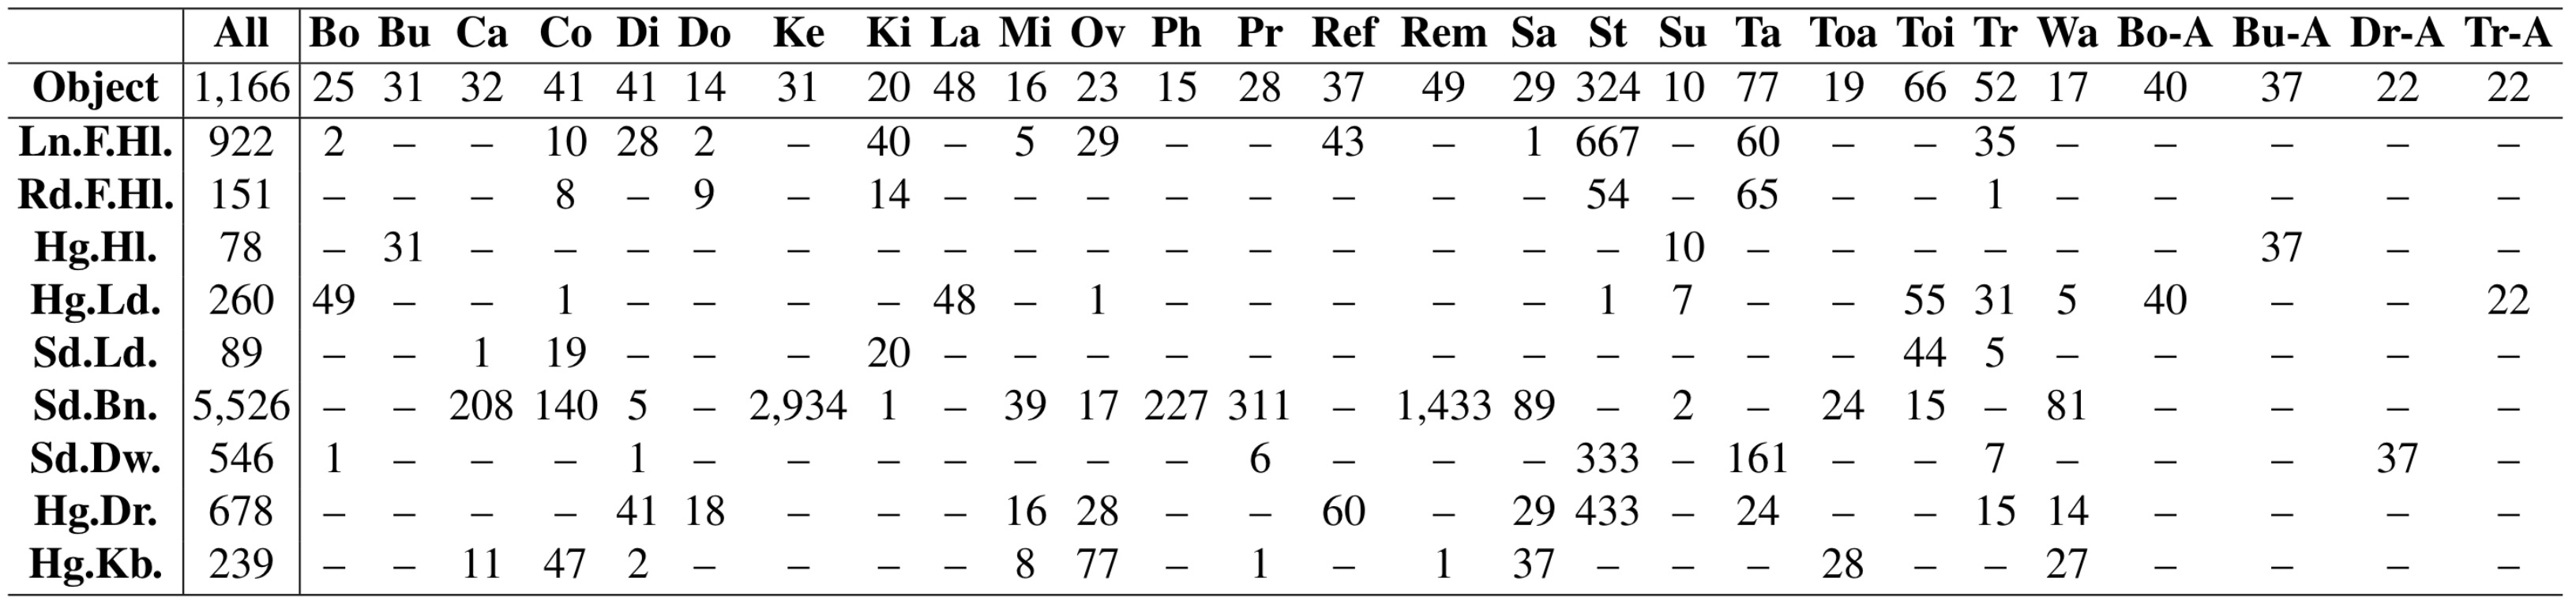 All Bo Bu Ca Co Di Do Ke Ki La Mi Ov Ph Pr Ref Rem Sa St Su Ta Toa Toi Tr Wa Bo-A Bu-A Dr-A Tr-A
Object 1,166 25 31 32 41 41 14 31 20 48 16 23 15 28 37 49 29 324 10 77 19 66 52 17 40 37 22 22
Ln.F.Hl. 922 2 – – 10 28 2 – 40 – 5 29 – – 43 – 1 667 – 60 – – 35 – – – – –
Rd.F.Hl. 151 – – – 8 – 9 – 14 – – – – – – – – 54 – 65 – – 1 – – – – –
Hg.Hl. 78 – 31 – – – – – – – – – – – – – – – 10 – – – – – – 37 – –
Hg.Ld. 260 49 – – 1 – – – – 48 – 1 – – – – – 1 7 – – 55 31 5 40 – – 22
Sd.Ld. 89 – – 1 19 – – – 20 – – – – – – – – – – – – 44 5 – – – – –
Sd.Bn. 5,526 – – 208 140 5 – 2,934 1 – 39 17 227 311 – 1,433 89 – 2 – 24 15 – 81 – – – –
Sd.Dw. 546 1 – – – 1 – – – – – – – 6 – – – 333 – 161 – – 7 – – – 37 –
Hg.Dr. 678 – – – – 41 18 – – – 16 28 – – 60 – 29 433 – 24 – – 15 14 – – – –
Hg.Kb. 239 – – 11 47 2 – – – – 8 77 – 1 – 1 37 – – – 28 – – 27 – – – –